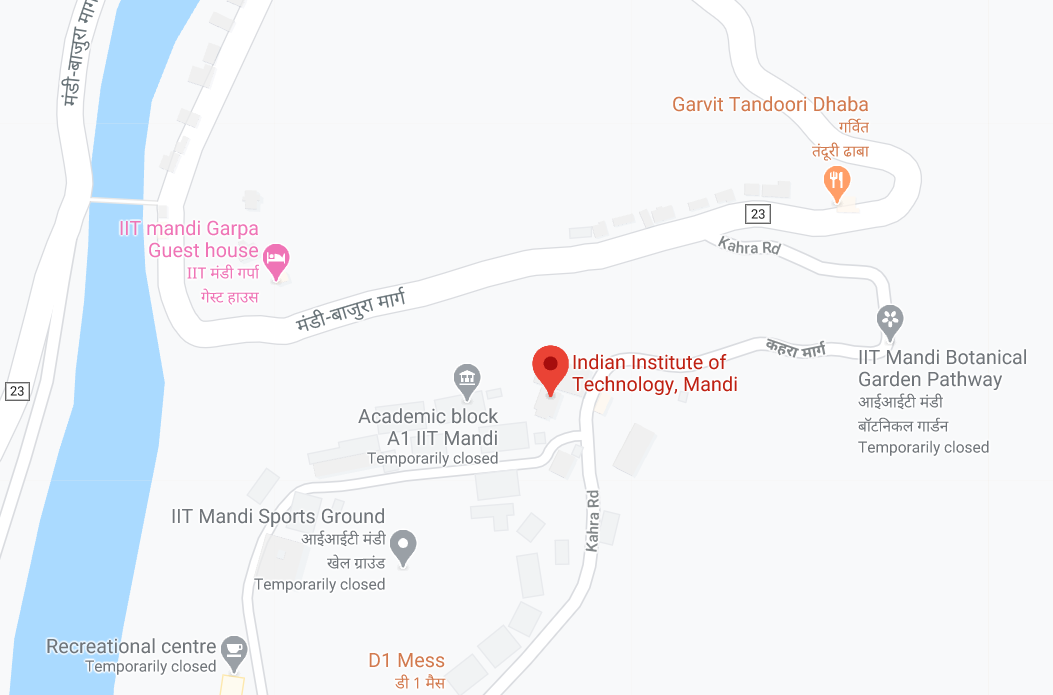 मंडी-बाजुरा मार्ग
Garvit Tandoori Dhaba
गर्वित
तंदूरी ढाबा
23
Kahra Rd
IIT mandi Garpa
Guest house
IIT मंडी गर्पा
गेस्ट हाउस
मंडी-बाजुरा मार्ग
कहरा मार्ग
IIT Mandi Botanical
Garden Pathway
आईआईटी मंडी
बॉटनिकल गार्डन
Temporarily closed
Indian Institute of
Technology, Mandi
23
Academic block
A1 IIT Mandi
Temporarily closed
Kahra Rd
IIT Mandi Sports Ground
आईआईटी मंडी
खेल ग्राउंड
Temporarily closed
Recreational centre
Temporarily closed
D1 Mess
डी 1 मैस